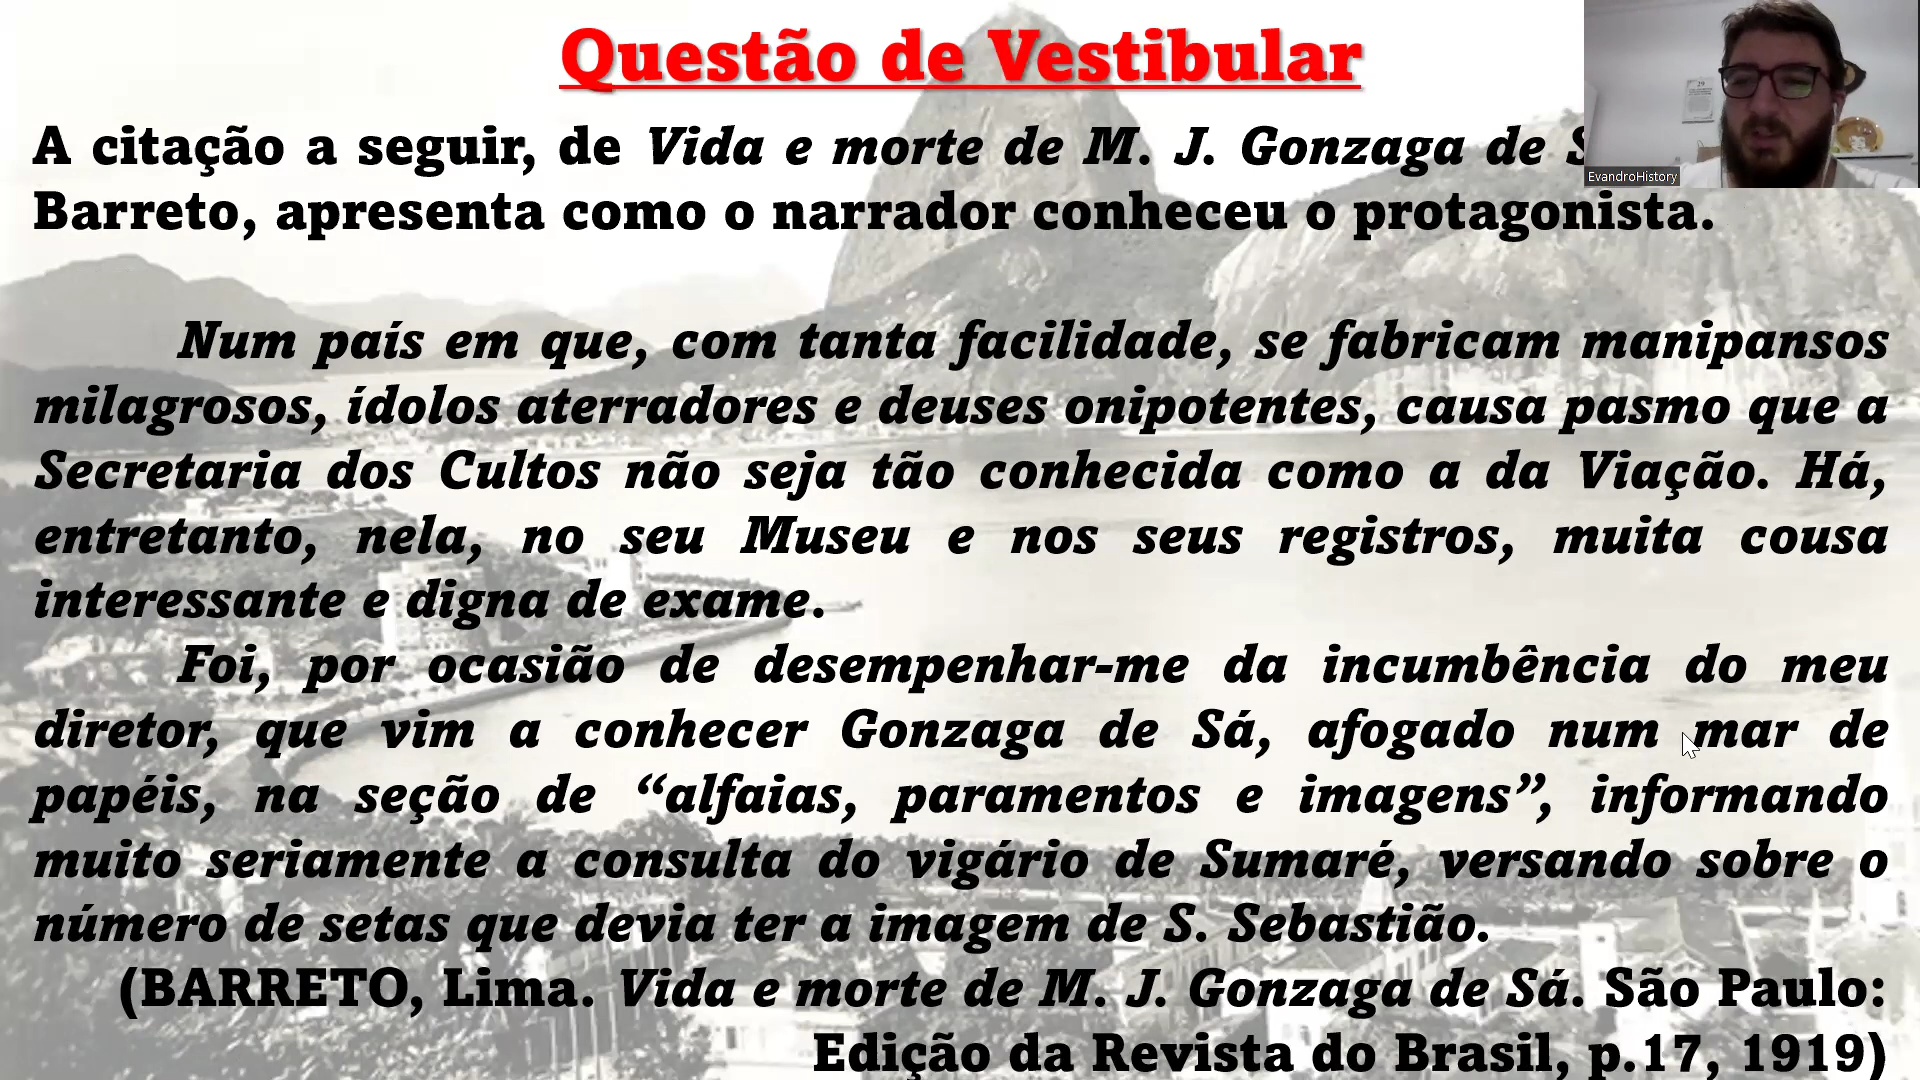 Questão de Vestibular
A citação a seguir, de Vida e morte de M. J. Gonzaga de
Barreto, apresenta como o narrador conheceu o protagonista.
EvandroHistory
Num país em que, com tanta facilidade, se fabricam manipansos
milagrosos, ídolos aterradores e deuses onipotentes, causa pasmo que a
Secretaria dos Cultos não seja tão conhecida como a da Viação. Há,
entretanto, nela, no seu Museu e nos seus registros, muita cousa
interessante e digna de exame.
Foi, por ocasião de desempenhar-me da incumbência do meu
diretor, que vim a conhecer Gonzaga de Sá, afogado num mar de
papéis, na seção de “alfaias, paramentos e imagens”, informando
muito seriamente a consulta do vigário de Sumaré, versando sobre o
número de setas que devia ter a imagem de S. Sebastião.
(BARRETO, Lima. Vida e morte de M. J. Gonzaga de Sá. São Paulo:
Edição da Revista do Brasil, p.17, 1919)